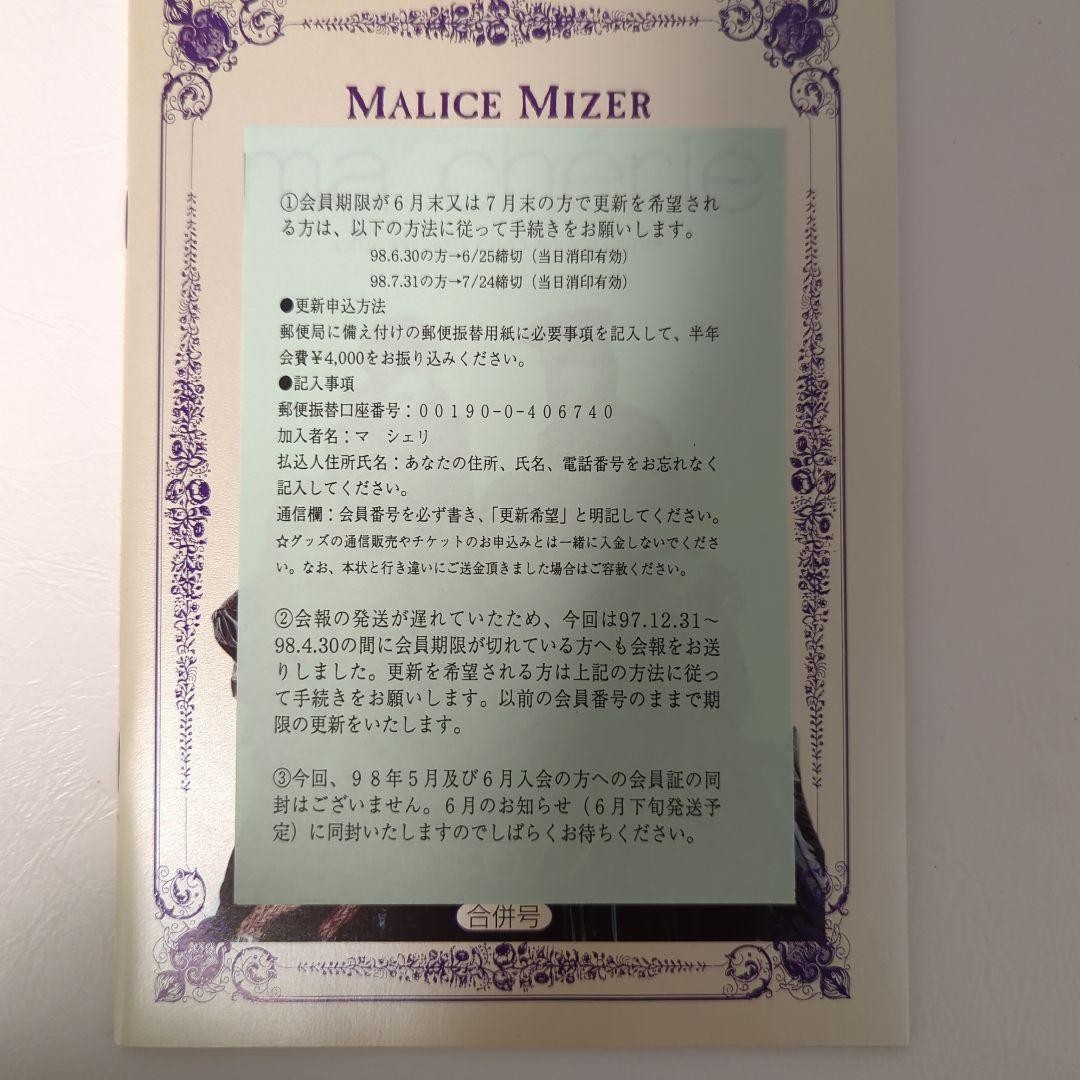 MALICE MIZER
ma chérie
①会員期限が６月末又は７月末の方で更新を希望され
る方は、以下の方法に従って手続きをお願いします。
98.6.30の方→6/25締切（当日消印有効）
98.7.31の方→7/24締切（当日消印有効）
●更新申込方法
郵便局に備え付けの郵便振替用紙に必要事項を記入して、半年
会費￥4,000をお振り込みください。
●記入事項
郵便振替口座番号：００１９０−０−４０６７４０
加入者名：マ　シェリ
払込人住所氏名：あなたの住所、氏名、電話番号をお忘れなく
記入してください。
通信欄：会員番号を必ず書き、「更新希望」と明記してください。
☆グッズの通信販売やチケットのお申込みとは一緒に入金しないでくださ
い。なお、本状と行き違いにご送金頂きました場合はご容赦ください。
②会報の発送が遅れていたため、今回は97.12.31〜
98.4.30の間に会員期限が切れている方へも会報をお送
りしました。更新を希望される方は上記の方法に従っ
て手続きをお願いします。以前の会員番号のままで期
限の更新をいたします。
③今回、９８年５月及び６月入会の方への会員証の同
封はございません。６月のお知らせ（６月下旬発送予
定）に同封いたしますのでしばらくお待ちください。
合併号